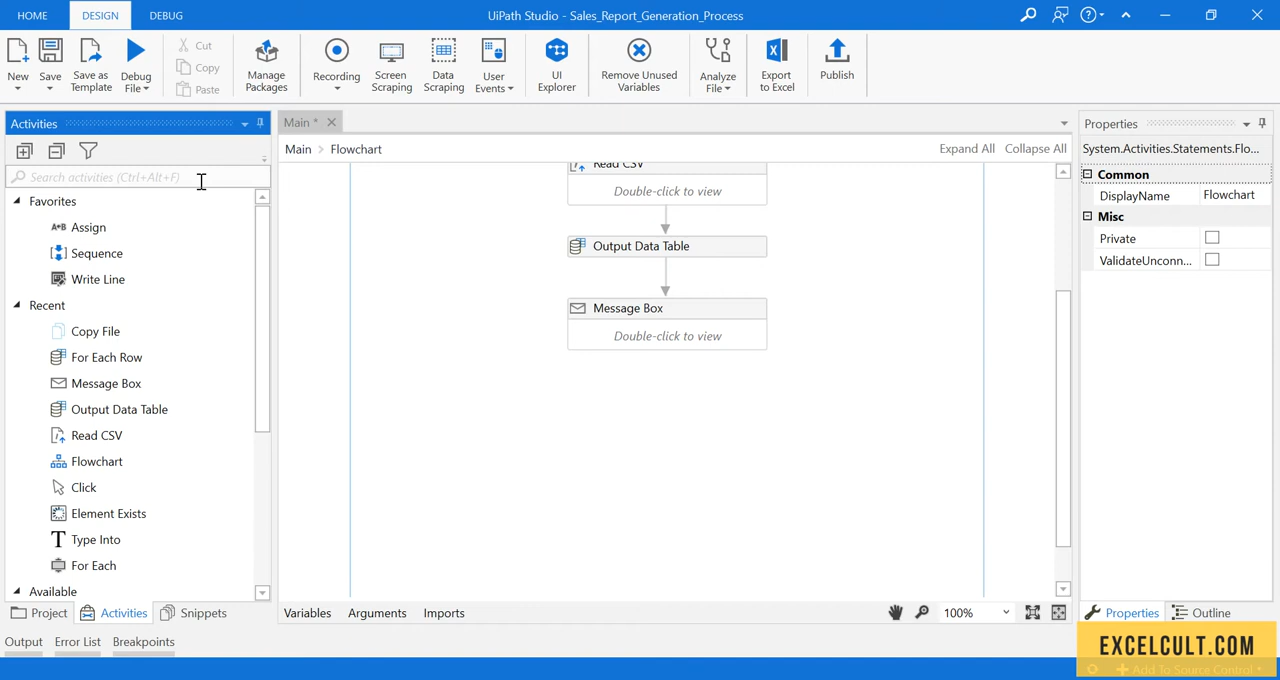 HOME DESIGN DEBUG UiPath Studio - Sales_Report_Generation_Process
New Save Save as Template Debug File Cut Copy Paste Manage Packages Recording Screen Scraping Data Scraping User Events UI Explorer Remove Unused Variables Analyze File Export to Excel Publish
Activities
Search activities (Ctrl+Alt+F)
Favorites
Assign
Sequence
Write Line
Recent
Copy File
For Each Row
Message Box
Output Data Table
Read CSV
Flowchart
Click
Element Exists
Type Into
For Each
Available
Project Activities Snippets
Main *
Main > Flowchart Expand All Collapse All
Read CSV
Double-click to view
Output Data Table
Message Box
Double-click to view
Variables Arguments Imports 100%
Properties
System.Activities.Statements.Flo...
Common
DisplayName Flowchart
Misc
Private
ValidateUnconn...
Properties Outline
Output Error List Breakpoints
EXCELCULT.COM
Add To Source Control